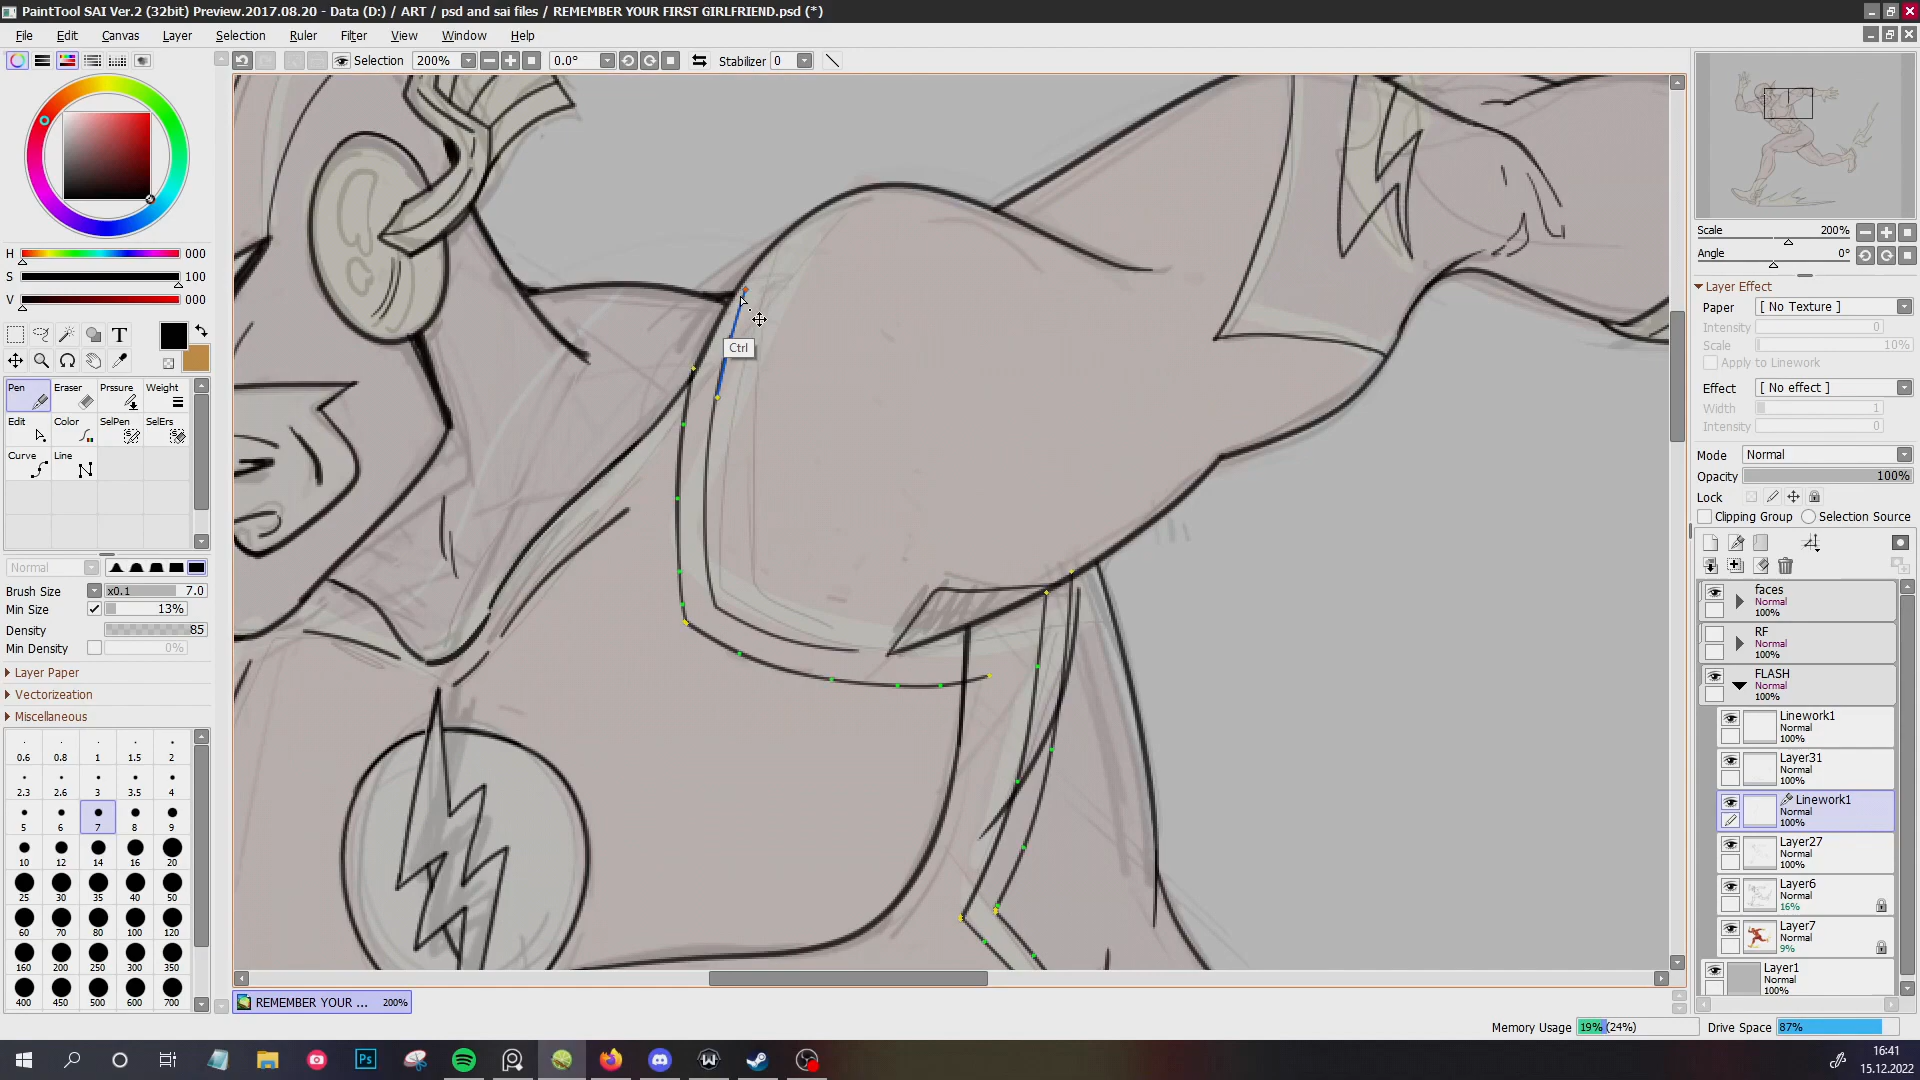 PaintTool SAI Ver.2 (32bit) Preview.2017.08.20 - Data (D:) / ART / psd and sai files / REMEMBER YOUR FIRST GIRLFRIEND.psd (*)
File Edit Canvas Layer Selection Ruler Filter View Window Help
Selection 200% 0.0° Stabilizer 0
H 000
S 100
V 000
T
Pen Eraser Prssure Weight
Edit Color SelPen SelErs
Curve Line
Normal
Brush Size x0.1 7.0
Min Size 13%
Density 85
Min Density 0%
Layer Paper
Vectorization
Miscellaneous
0.6 0.8 1 1.5 2
2.3 2.6 3 3.5 4
5 6 7 8 9
10 12 14 16 20
25 30 35 40 50
60 70 80 100 120
160 200 250 300 350
400 450 500 600 700
Ctrl
REMEMBER YOUR ... 200%
Scale 200%
Angle 0°
Layer Effect
Paper [ No Texture ]
Intensity 0
Scale 10%
Apply to Linework
Effect [ No effect ]
Width 1
Intensity 0
Mode Normal
Opacity 100%
Lock
Clipping Group Selection Source
faces
Normal
100%
RF
Normal
100%
FLASH
Normal
100%
Linework1
Normal
100%
Layer31
Normal
100%
Linework1
Normal
100%
Layer27
Normal
100%
Layer6
Normal
16%
Layer7
Normal
9%
Layer1
Normal
100%
Memory Usage 19% (24%) Drive Space 87%
Ps
16:41
15.12.2022